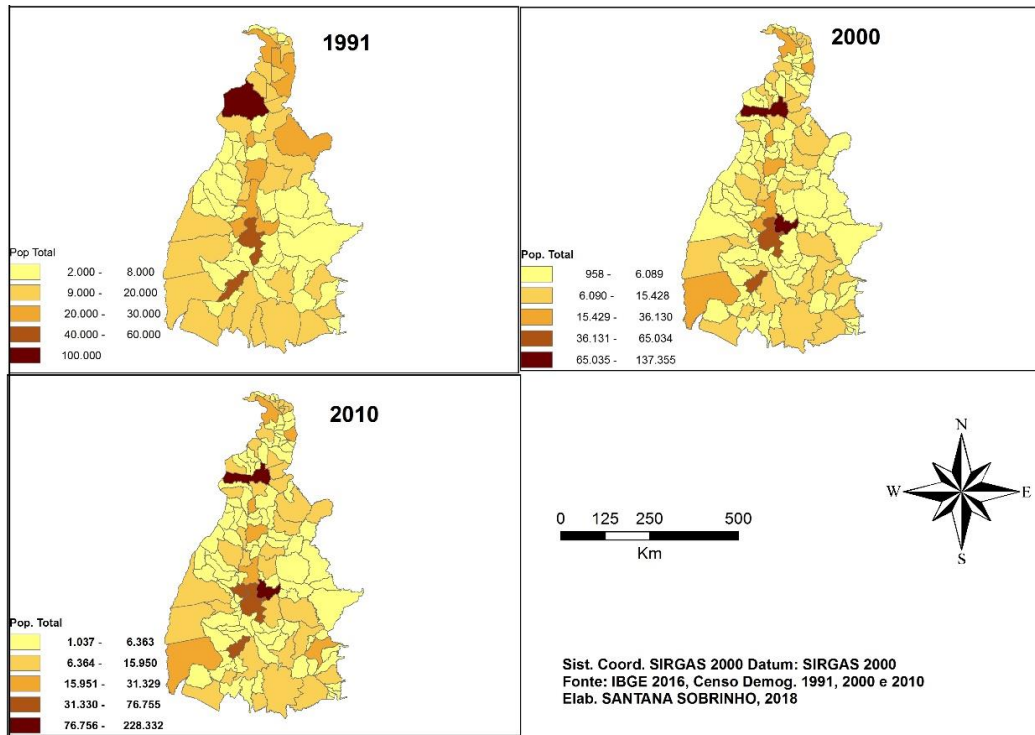 1991
Pop Total
2.000 - 8.000
9.000 - 20.000
20.000 - 30.000
40.000 - 60.000
100.000
2000
Pop. Total
958 - 6.089
6.090 - 15.428
15.429 - 36.130
36.131 - 65.034
65.035 - 137.355
2010
Pop. Total
1.037 - 6.363
6.364 - 15.950
15.951 - 31.329
31.330 - 76.755
76.756 - 228.332
N
W E
S
0 125 250 500
Km
Sist. Coord. SIRGAS 2000 Datum: SIRGAS 2000
Fonte: IBGE 2016, Censo Demog. 1991, 2000 e 2010
Elab. SANTANA SOBRINHO, 2018